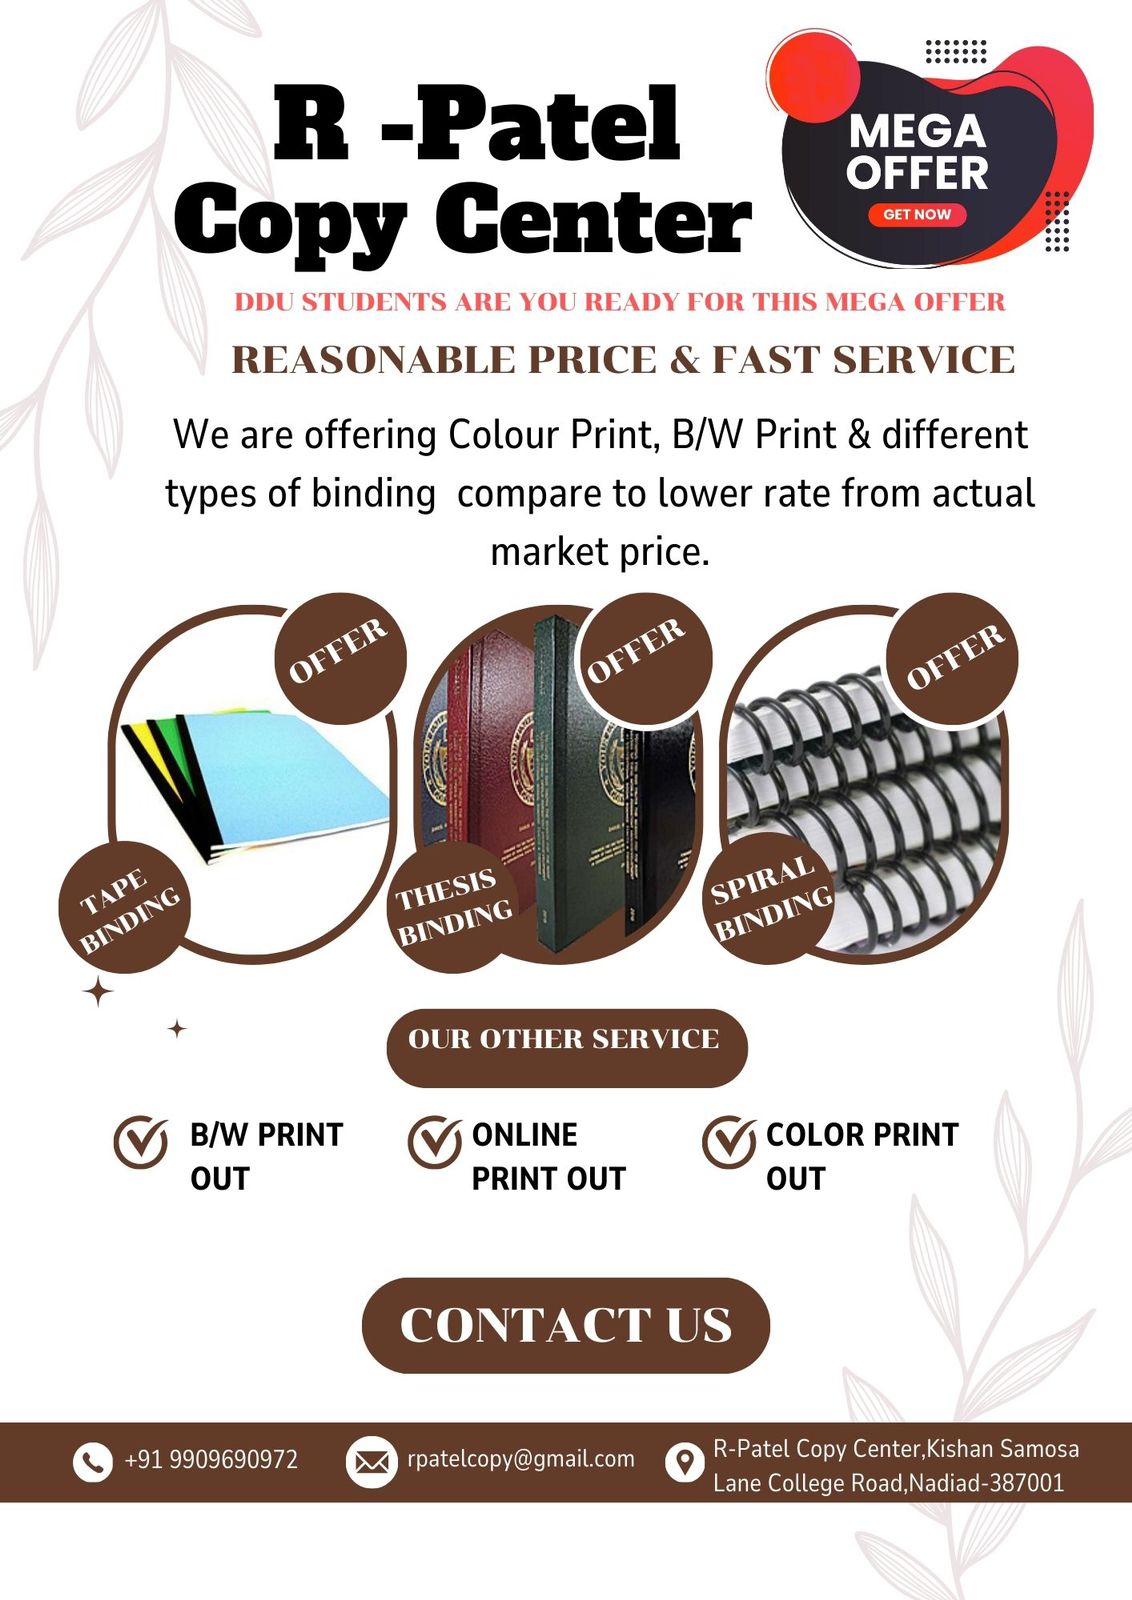 R -Patel
Copy Center
MEGA
OFFER
GET NOW
DDU STUDENTS ARE YOU READY FOR THIS MEGA OFFER
REASONABLE PRICE & FAST SERVICE
We are offering Colour Print, B/W Print & different
types of binding compare to lower rate from actual
market price.
OFFER
OFFER
OFFER
TAPE
BINDING
THESIS
BINDING
SPIRAL
BINDING
OUR OTHER SERVICE
B/W PRINT
OUT
ONLINE
PRINT OUT
COLOR PRINT
OUT
CONTACT US
+91 9909690972
rpatelcopy@gmail.com
R-Patel Copy Center,Kishan Samosa
Lane College Road,Nadiad-387001